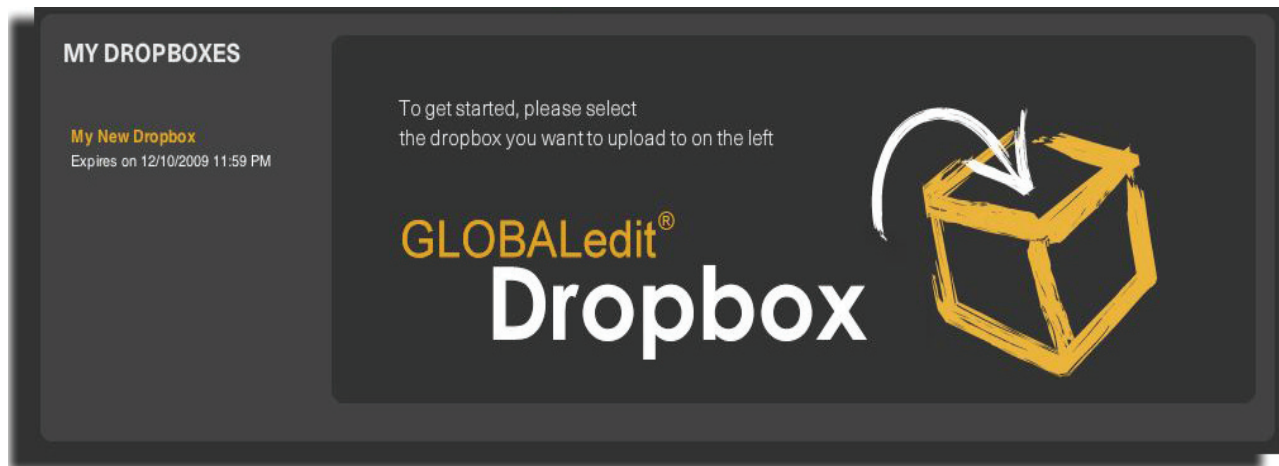 MY DROPBOXES
My New Dropbox
Expires on 12/10/2009 11:59 PM
To get started, please select
the dropbox you want to upload to on the left
GLOBALedit®
Dropbox